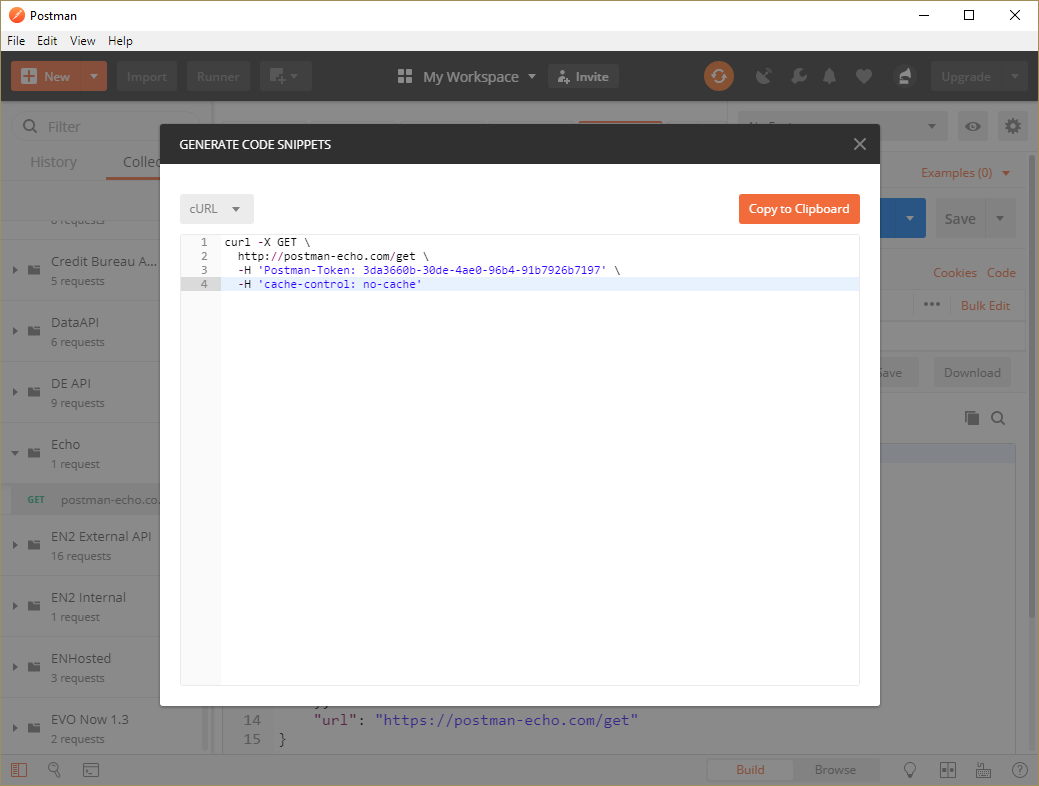 Postman
File Edit View Help
New Import Runner My Workspace Invite Upgrade
Filter
History
Examples (0)
GENERATE CODE SNIPPETS
cURL
Copy to Clipboard
Save
Cookies Code
Bulk Edit
Download
1 curl -X GET \
2 http://postman-echo.com/get \
3 -H 'Postman-Token: 3da3660b-30de-4ae0-96b4-91b7926b7197' \
4 -H 'cache-control: no-cache'
Credit Bureau A...
5 requests
DataAPI
6 requests
DE API
9 requests
Echo
1 request
GET postman-echo.co
EN2 External API
16 requests
EN2 Internal
1 request
ENHosted
3 requests
EVO Now 1.3
2 requests
14 "url": "https://postman-echo.com/get"
15 }
Build Browse